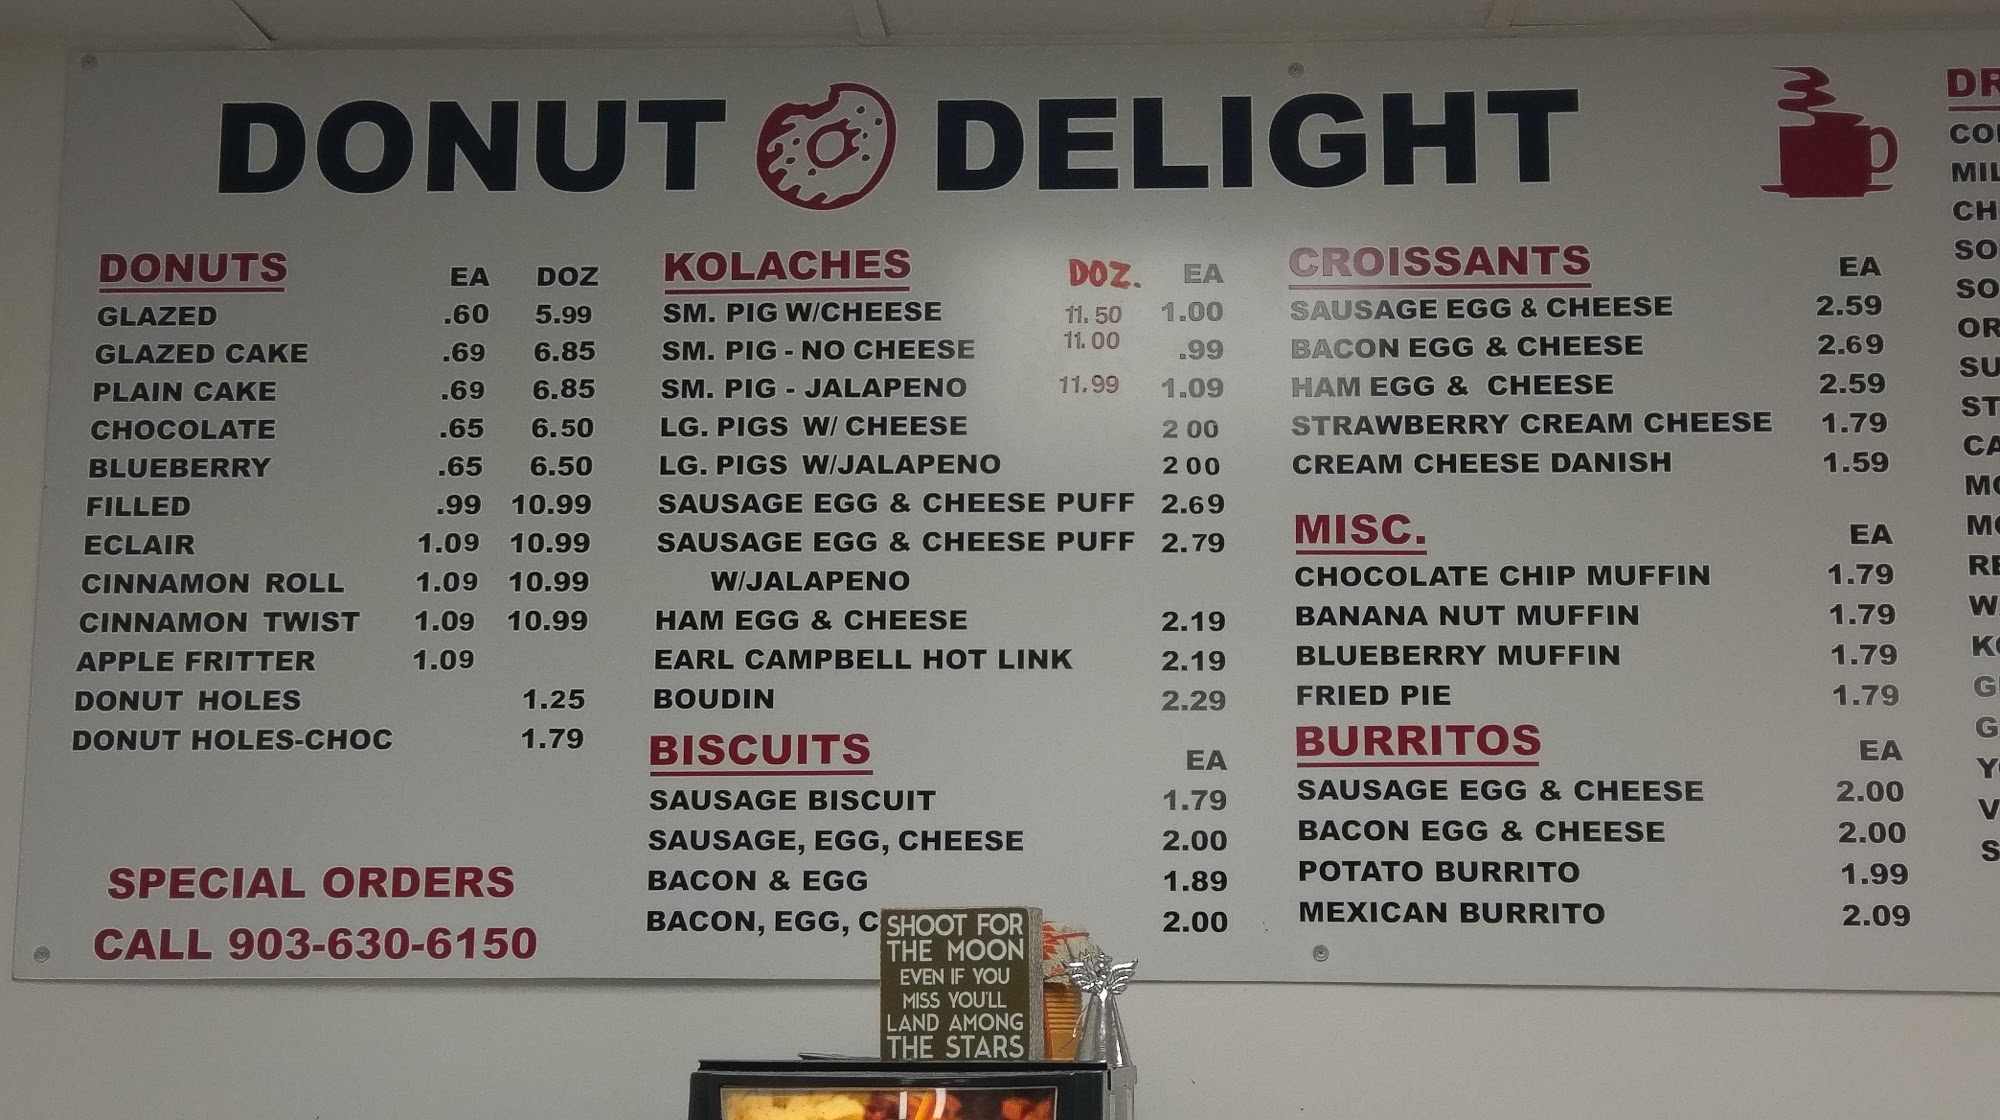 DONUT DELIGHT
DONUTS EA DOZ
GLAZED .60 5.99
GLAZED CAKE .69 6.85
PLAIN CAKE .69 6.85
CHOCOLATE .65 6.50
BLUEBERRY .65 6.50
FILLED .99 10.99
ECLAIR 1.09 10.99
CINNAMON ROLL 1.09 10.99
CINNAMON TWIST 1.09 10.99
APPLE FRITTER 1.09
DONUT HOLES 1.25
DONUT HOLES-CHOC 1.79
SPECIAL ORDERS
CALL 903-630-6150
KOLACHES DOZ. EA
SM. PIG W/CHEESE 11.50 1.00
SM. PIG - NO CHEESE 11.00 .99
SM. PIG - JALAPENO 11.99 1.09
LG. PIGS W/ CHEESE 2 00
LG. PIGS W/JALAPENO 2 00
SAUSAGE EGG & CHEESE PUFF 2.69
SAUSAGE EGG & CHEESE PUFF 2.79
W/JALAPENO
HAM EGG & CHEESE 2.19
EARL CAMPBELL HOT LINK 2.19
BOUDIN 2.29
BISCUITS EA
SAUSAGE BISCUIT 1.79
SAUSAGE, EGG, CHEESE 2.00
BACON & EGG 1.89
BACON, EGG, C 2.00
CROISSANTS EA
SAUSAGE EGG & CHEESE 2.59
BACON EGG & CHEESE 2.69
HAM EGG & CHEESE 2.59
STRAWBERRY CREAM CHEESE 1.79
CREAM CHEESE DANISH 1.59
MISC. EA
CHOCOLATE CHIP MUFFIN 1.79
BANANA NUT MUFFIN 1.79
BLUEBERRY MUFFIN 1.79
FRIED PIE 1.79
BURRITOS EA
SAUSAGE EGG & CHEESE 2.00
BACON EGG & CHEESE 2.00
POTATO BURRITO 1.99
MEXICAN BURRITO 2.09
SHOOT FOR
THE MOON
EVEN IF YOU
MISS YOU'LL
LAND AMONG
THE STARS